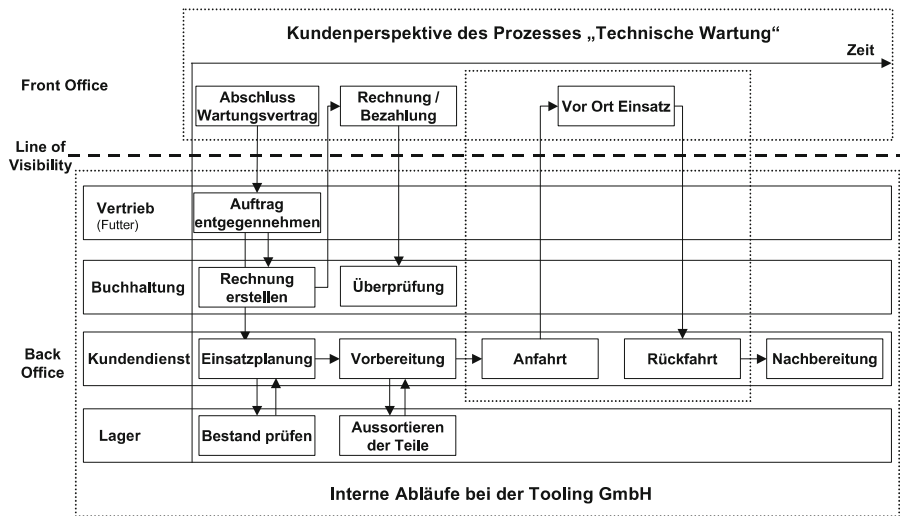 Kundenperspektive des Prozesses „Technische Wartung“
Zeit
Front Office
Abschluss
Wartungsvertrag
Rechnung /
Bezahlung
Vor Ort Einsatz
Line of
Visibility
Vertrieb
(Futter)
Auftrag
entgegennehmen
Buchhaltung
Rechnung
erstellen
Überprüfung
Back
Office
Kundendienst
Einsatzplanung
Vorbereitung
Anfahrt
Rückfahrt
Nachbereitung
Lager
Bestand prüfen
Aussortieren
der Teile
Interne Abläufe bei der Tooling GmbH